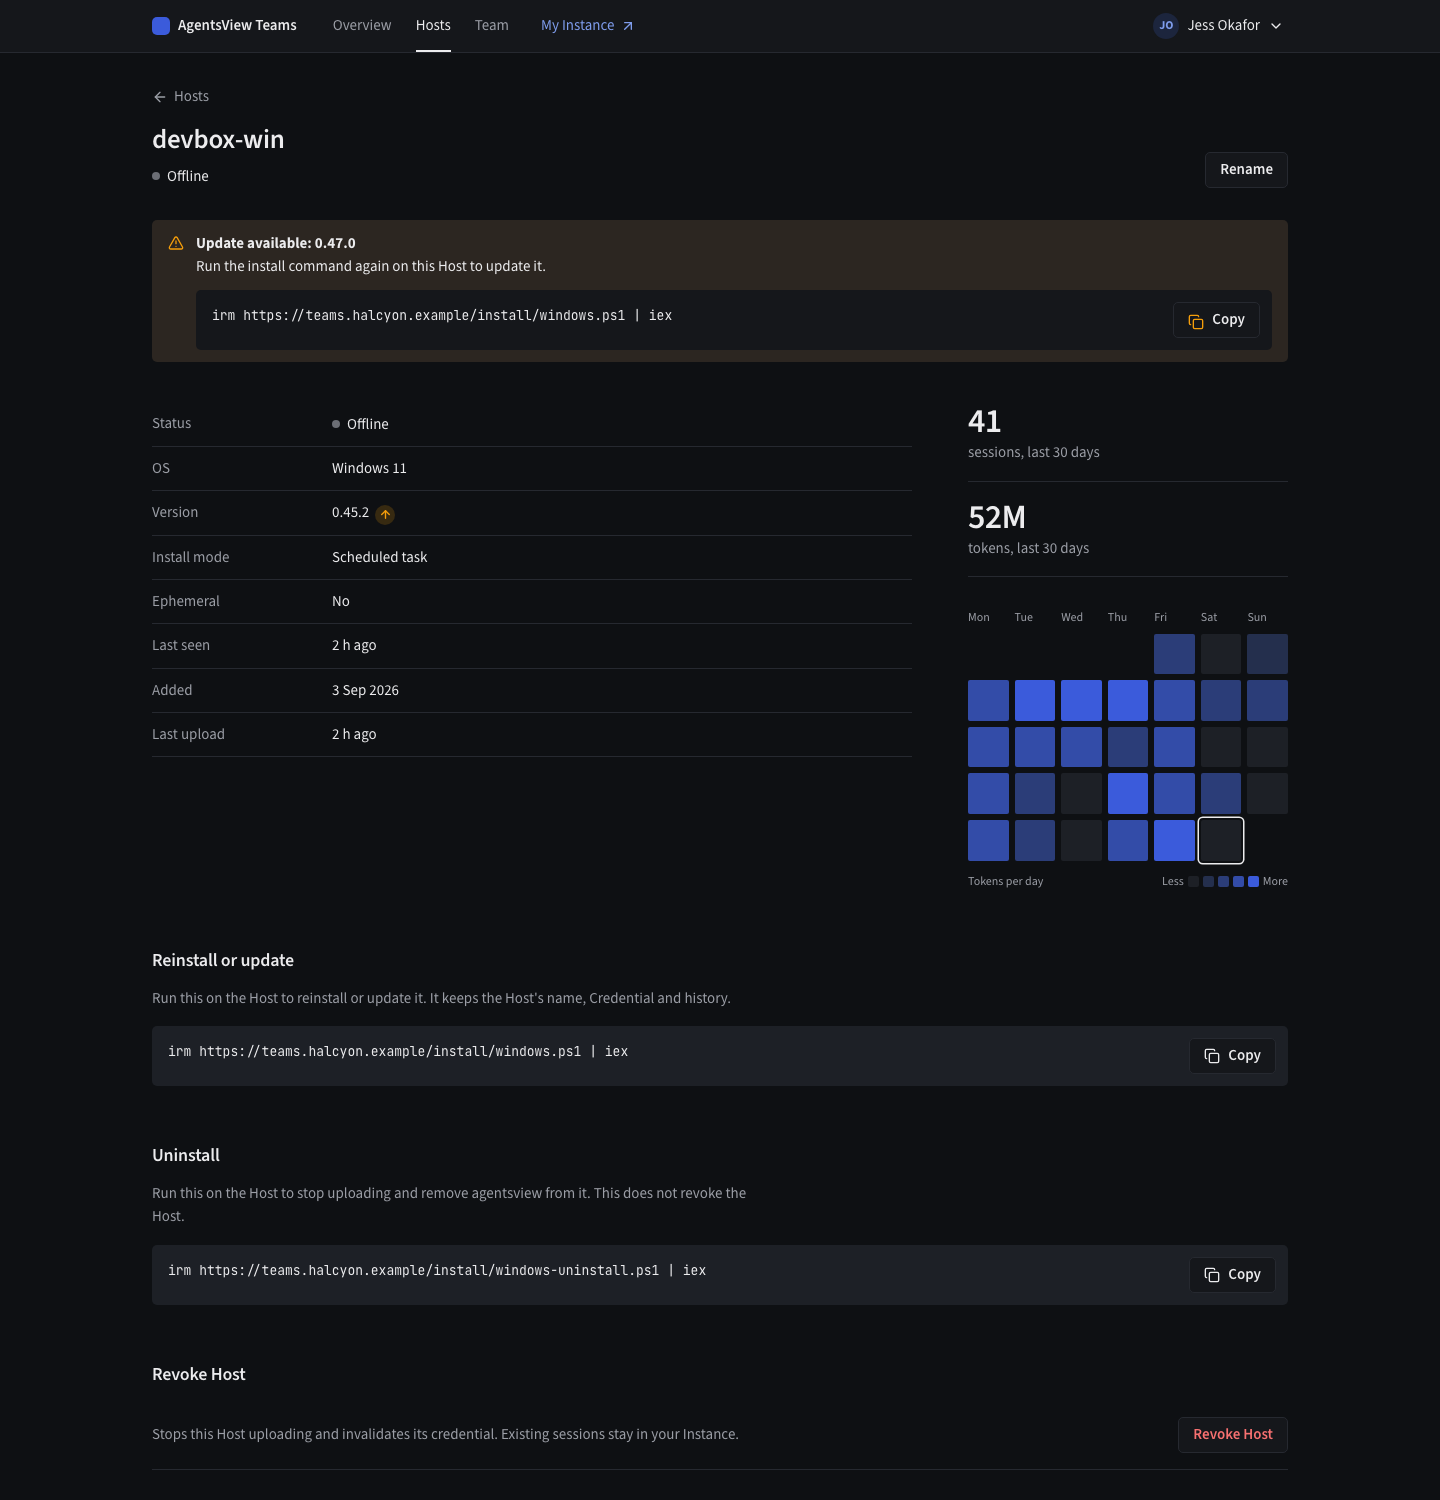 AgentsView Teams
Overview
Hosts
Team
My Instance
JO
Jess Okafor
Hosts
devbox-win
Offline
Rename
Update available: 0.47.0
Run the install command again on this Host to update it.
irm https://teams.halcyon.example/install/windows.ps1 | iex
Copy
Status
Offline
OS
Windows 11
Version
0.45.2
Install mode
Scheduled task
Ephemeral
No
Last seen
2 h ago
Added
3 Sep 2026
Last upload
2 h ago
41
sessions, last 30 days
52M
tokens, last 30 days
Mon Tue Wed Thu Fri Sat Sun
Tokens per day
Less
More
Reinstall or update
Run this on the Host to reinstall or update it. It keeps the Host's name, Credential and history.
irm https://teams.halcyon.example/install/windows.ps1 | iex
Copy
Uninstall
Run this on the Host to stop uploading and remove agentsview from it. This does not revoke the
Host.
irm https://teams.halcyon.example/install/windows-uninstall.ps1 | iex
Copy
Revoke Host
Stops this Host uploading and invalidates its credential. Existing sessions stay in your Instance.
Revoke Host